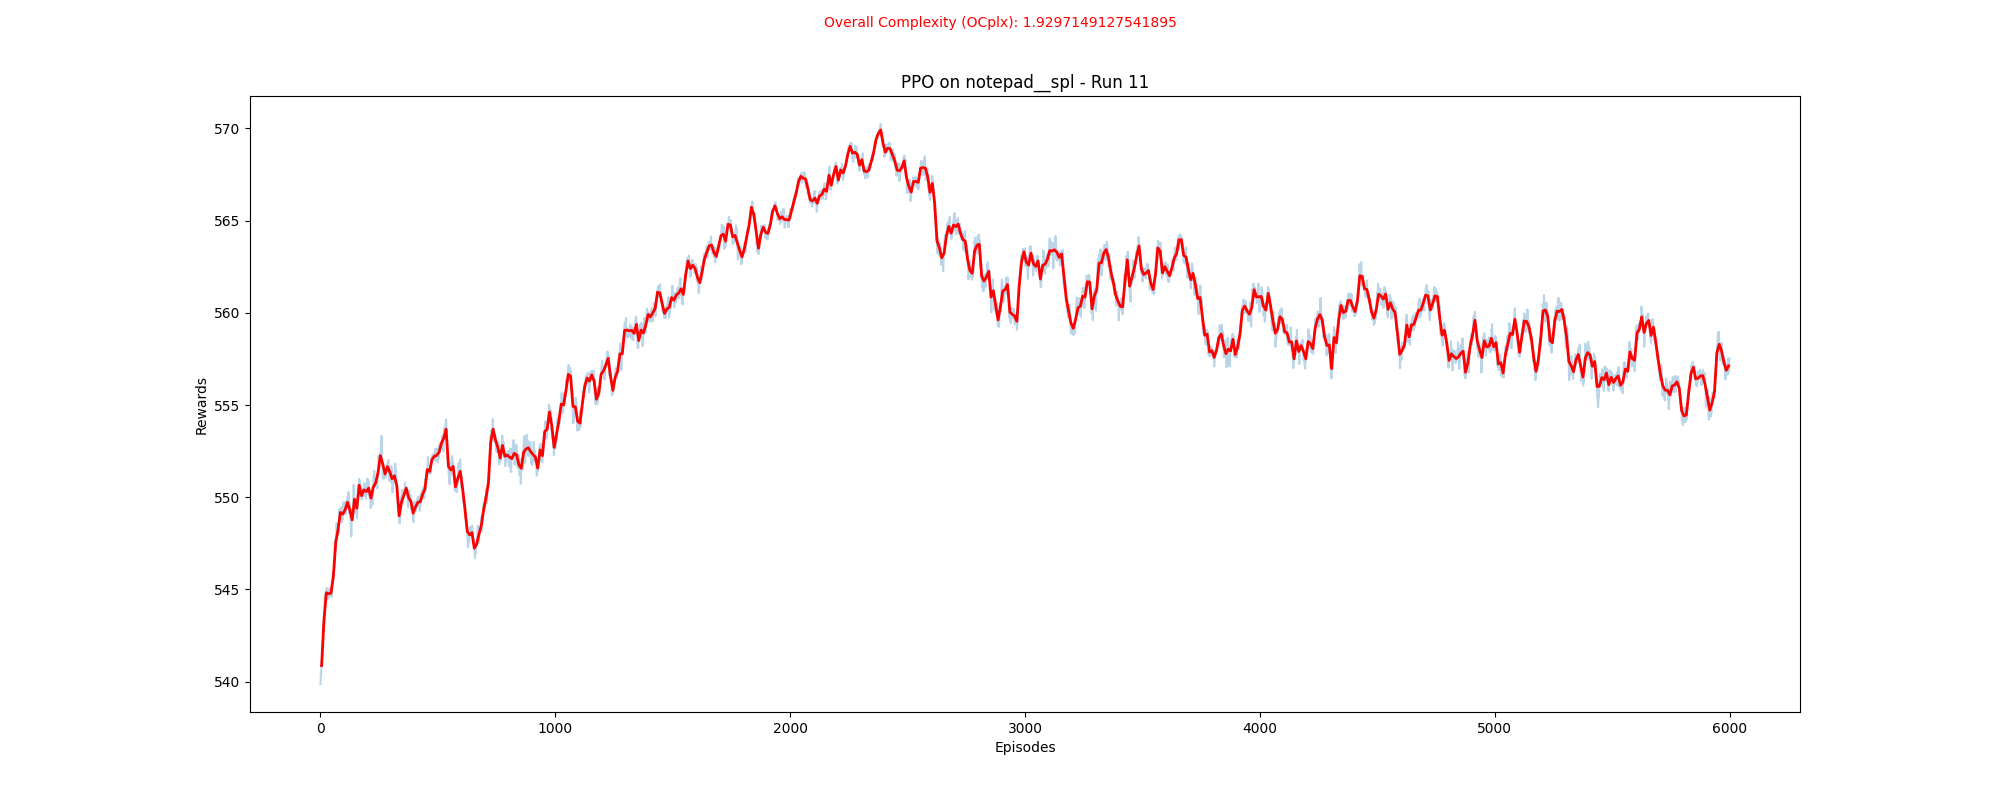 Overall Complexity (OCplx): 1.9297149127541895
PPO on notepad__spl - Run 11
570
565
560
555
550
545
540
Rewards
0 1000 2000 3000 4000 5000 6000
Episodes